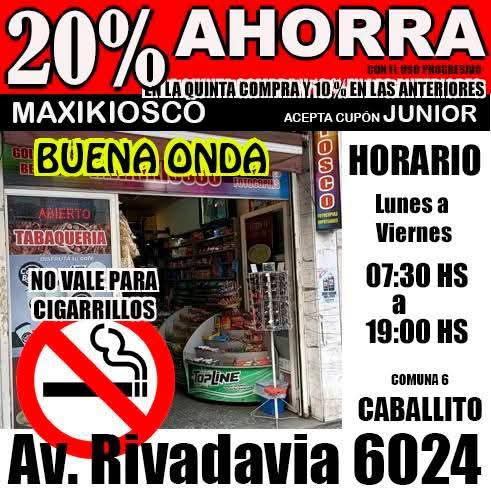 20% AHORRA
CON EL USO PROGRESIVO
EN LA QUINTA COMPRA Y 10% EN LAS ANTERIORES
MAXIKIOSCO
ACEPTA CUPÓN JUNIOR
BUENA ONDA
HORARIO
Lunes a
Viernes
07:30 HS
a
19:00 HS
ABIERTO
TABAQUERIA
NO VALE PARA
CIGARRILLOS
TOPLINE
COMUNA 6
CABALLITO
Av. Rivadavia 6024